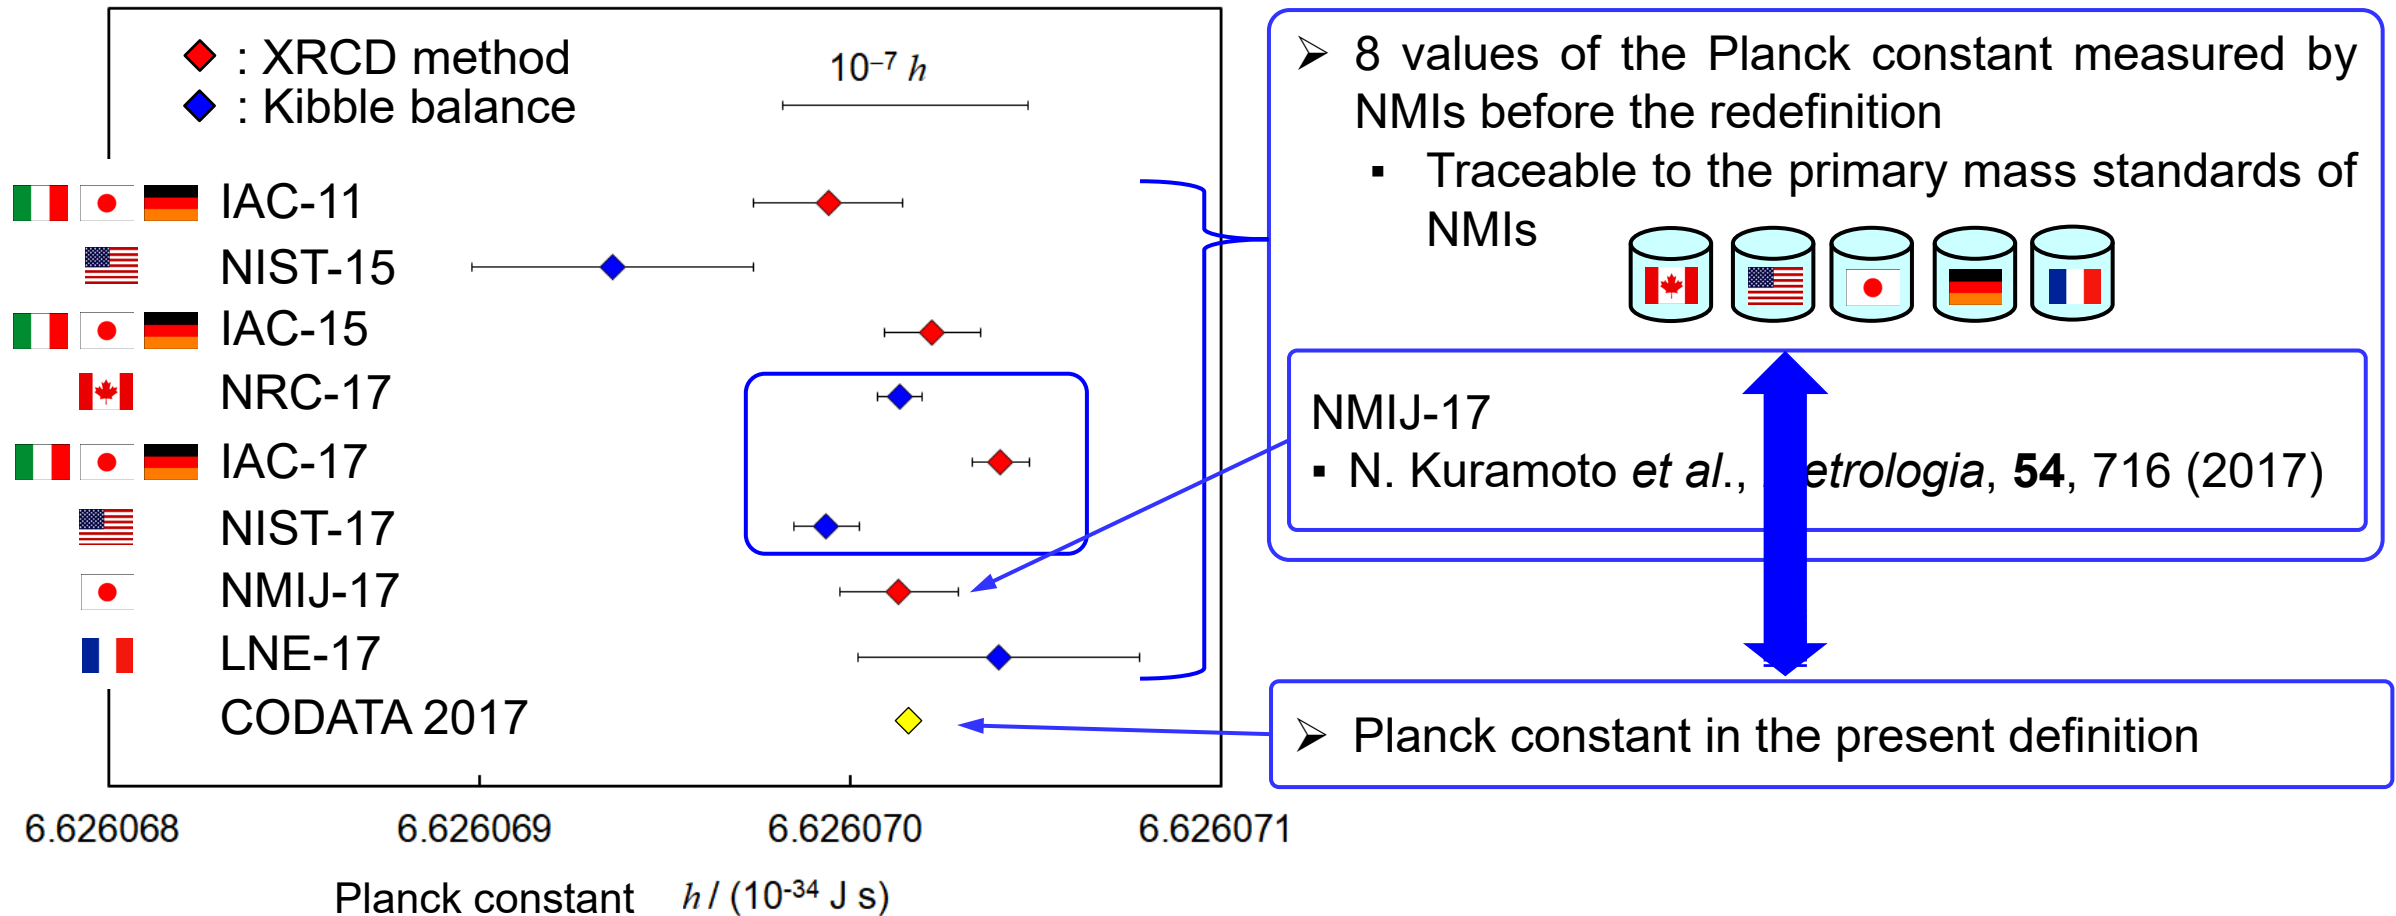 : XRCD method
: Kibble balance
10⁻⁷ h
IAC-11
NIST-15
IAC-15
NRC-17
IAC-17
NIST-17
NMIJ-17
LNE-17
CODATA 2017
6.626068 6.626069 6.626070 6.626071
Planck constant h / (10⁻³⁴ J s)
➢ 8 values of the Planck constant measured by
NMIs before the redefinition
▪ Traceable to the primary mass standards of
NMIs
NMIJ-17
▪ N. Kuramoto et al., etrologia, 54, 716 (2017)
➢ Planck constant in the present definition